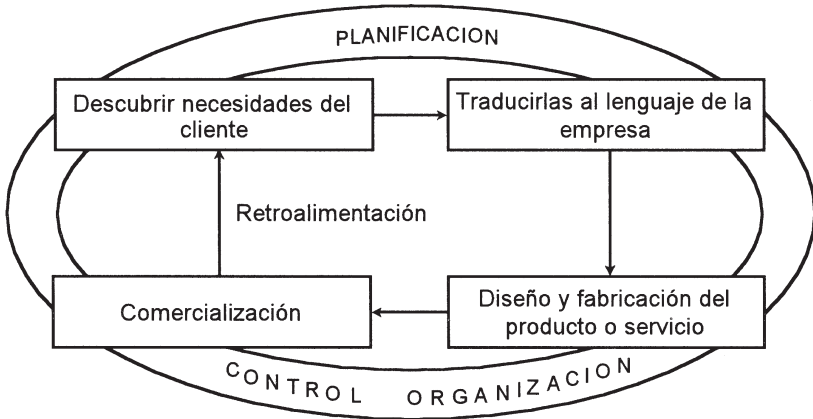 PLANIFICACION
Descubrir necesidades del
cliente
Traducirlas al lenguaje de la
empresa
Retroalimentación
Comercialización
Diseño y fabricación del
producto o servicio
CONTROL ORGANIZACION